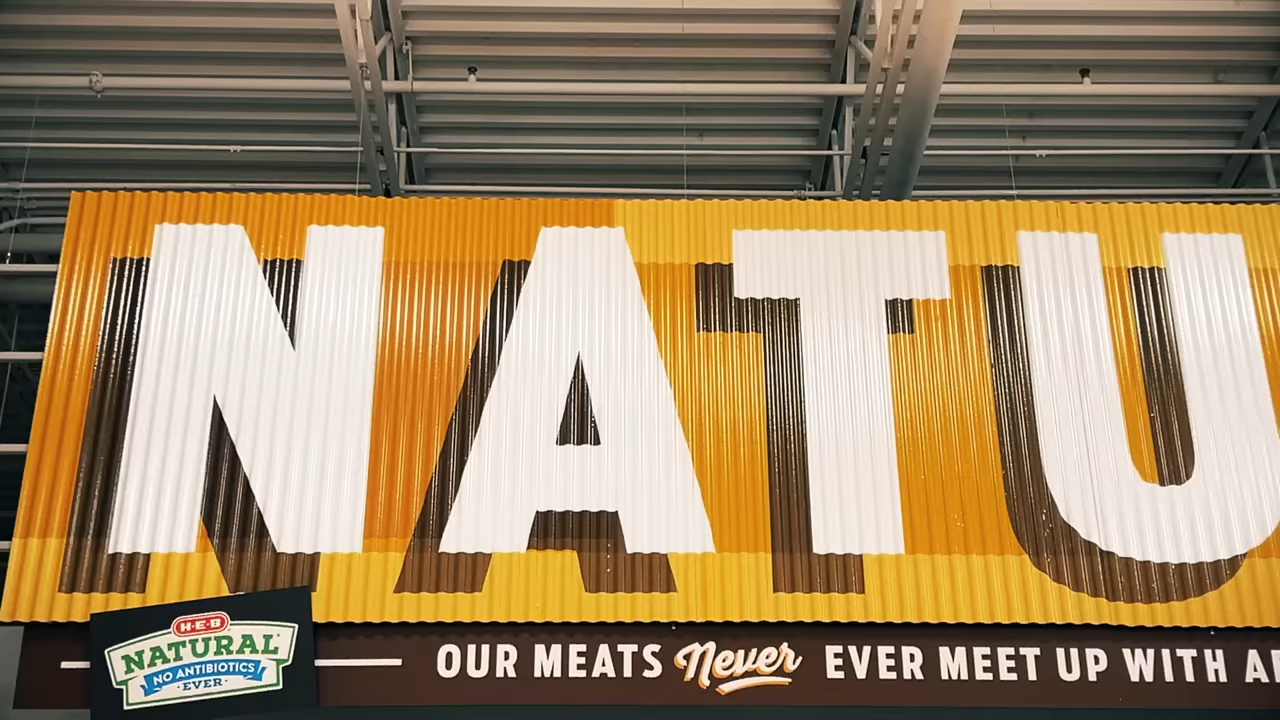 NATU
H-E-B
NATURAL
NO ANTIBIOTICS
·EVER·
OUR MEATS Never EVER MEET UP WITH